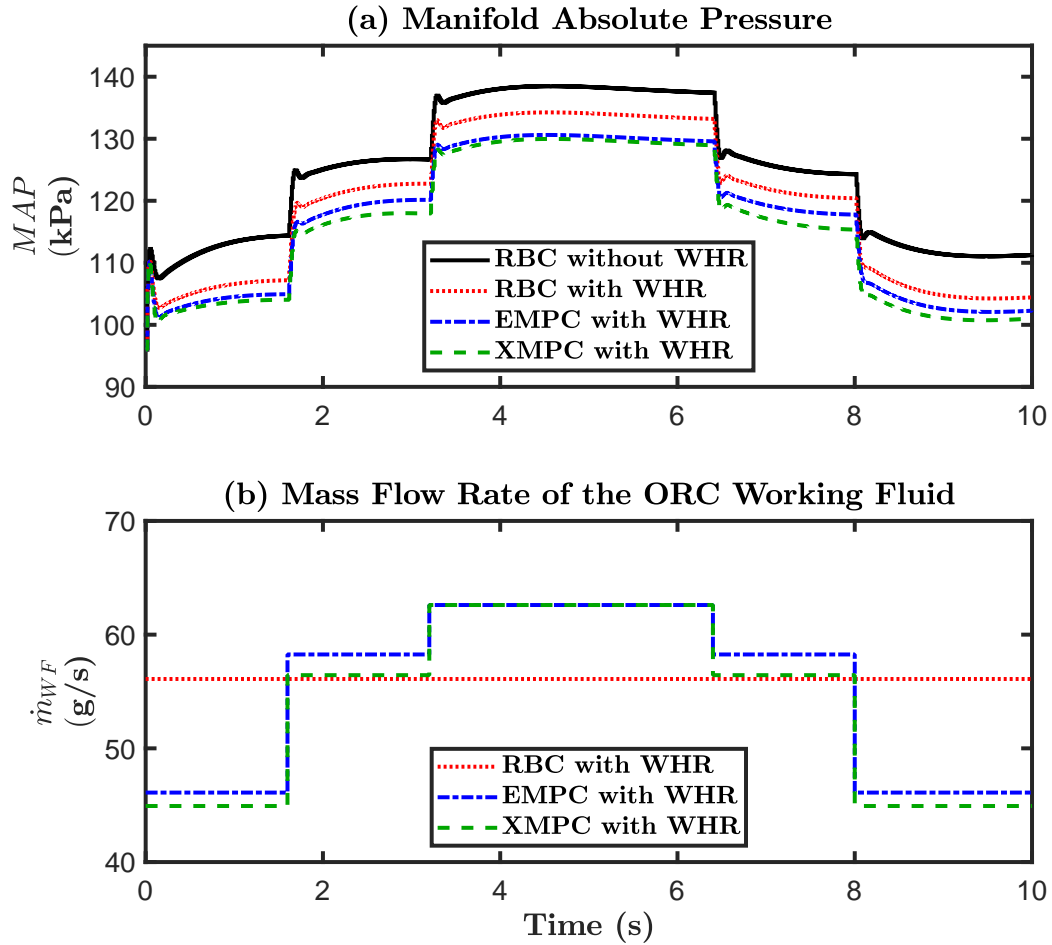 (a) Manifold Absolute Pressure
MAP
(kPa)
140
130
120
110
100
90
RBC without WHR
RBC with WHR
EMPC with WHR
XMPC with WHR
0 2 4 6 8 10
(b) Mass Flow Rate of the ORC Working Fluid
ṁ_WF
(g/s)
70
60
50
40
RBC with WHR
EMPC with WHR
XMPC with WHR
0 2 4 6 8 10
Time (s)